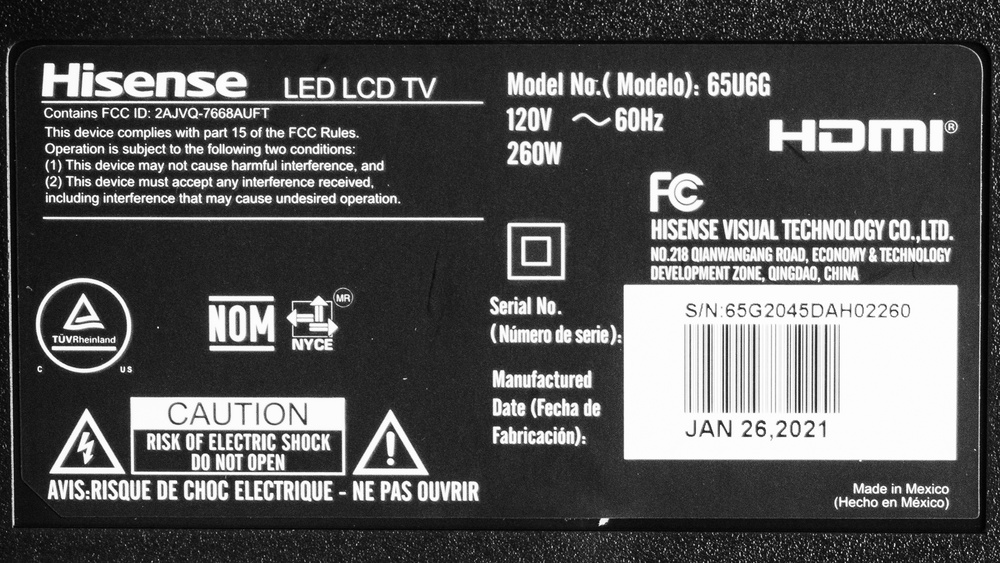 Hisense LED LCD TV
Contains FCC ID: 2AJVQ-7668AUFT
This device complies with part 15 of the FCC Rules.
Operation is subject to the following two conditions:
(1) This device may not cause harmful interference, and
(2) This device must accept any interference received,
including interference that may cause undesired operation.
TÜVRheinland
C US
NOM
MR
NYCE
CAUTION
RISK OF ELECTRIC SHOCK
DO NOT OPEN
AVIS:RISQUE DE CHOC ELECTRIQUE - NE PAS OUVRIR
Model No.( Modelo): 65U6G
120V ～60Hz
260W
HDMI®
FC
HISENSE VISUAL TECHNOLOGY CO.,LTD.
NO.218 QIANWANGANG ROAD, ECONOMY & TECHNOLOGY
DEVELOPMENT ZONE, QINGDAO, CHINA
Serial No.
(Número de serie):
S/N:65G2045DAH02260
Manufactured
Date (Fecha de
Fabricación):
JAN 26,2021
Made in Mexico
(Hecho en México)